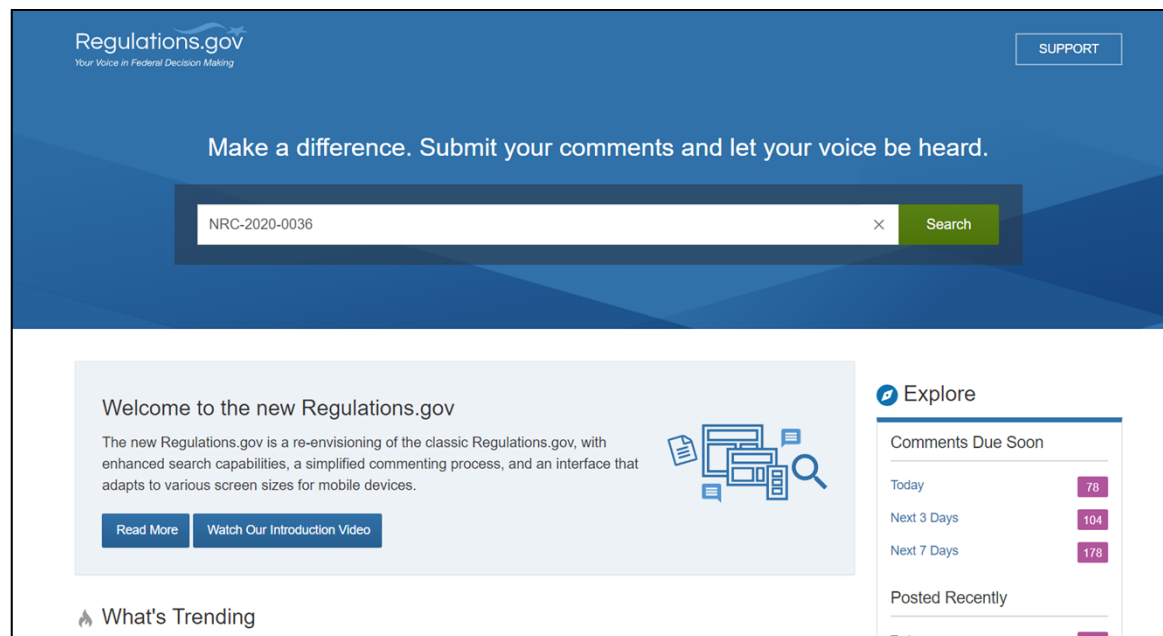 Regulations.gov
Your Voice in Federal Decision Making
SUPPORT
Make a difference. Submit your comments and let your voice be heard.
NRC-2020-0036
Search
Welcome to the new Regulations.gov
The new Regulations.gov is a re-envisioning of the classic Regulations.gov, with
enhanced search capabilities, a simplified commenting process, and an interface that
adapts to various screen sizes for mobile devices.
Read More
Watch Our Introduction Video
What's Trending
Explore
Comments Due Soon
Today 78
Next 3 Days 104
Next 7 Days 178
Posted Recently